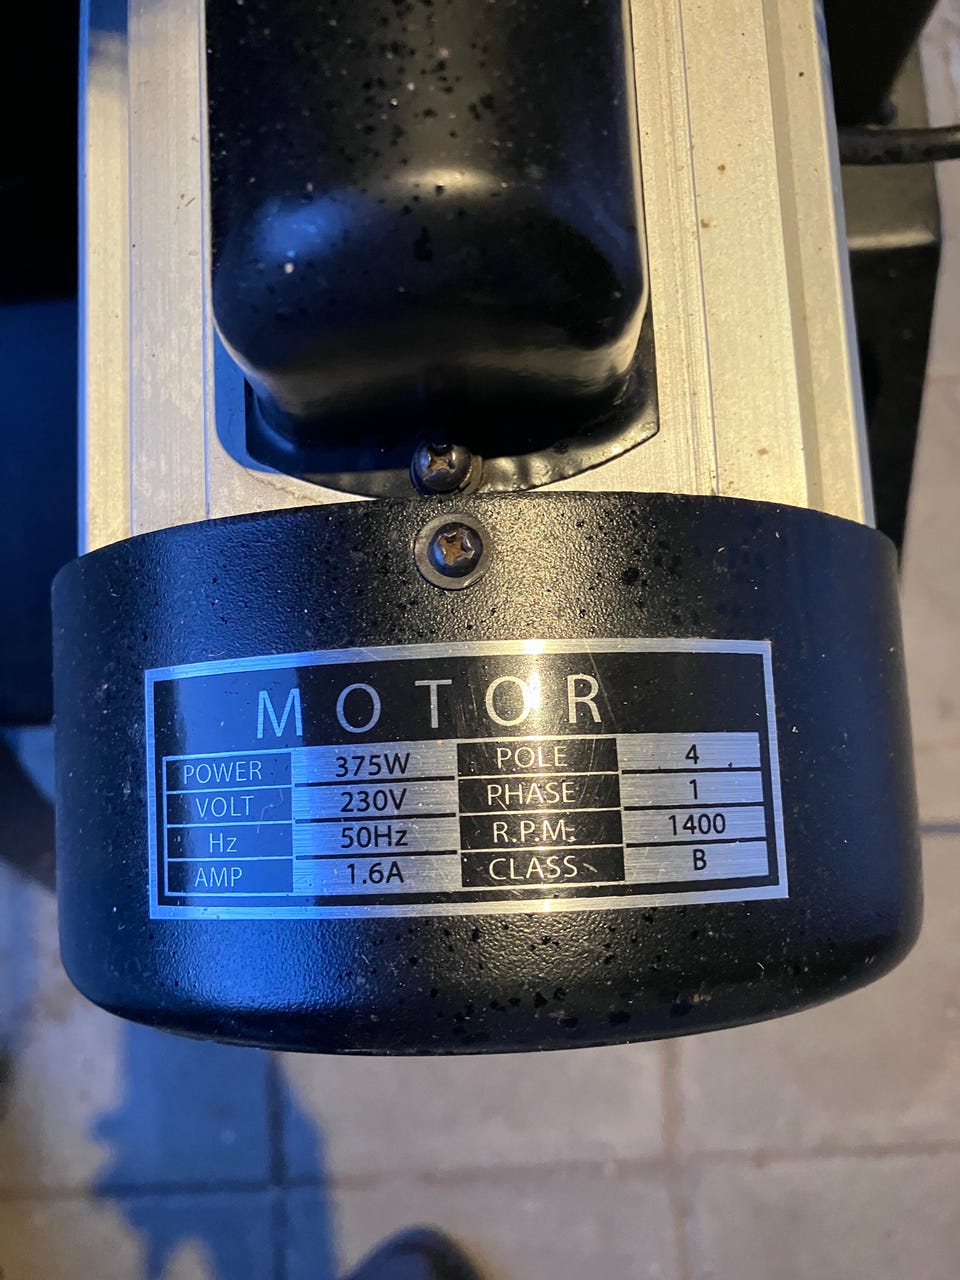 MOTOR
POWER 375W POLE 4
VOLT 230V PHASE 1
Hz 50Hz R.P.M. 1400
AMP 1.6A CLASS B